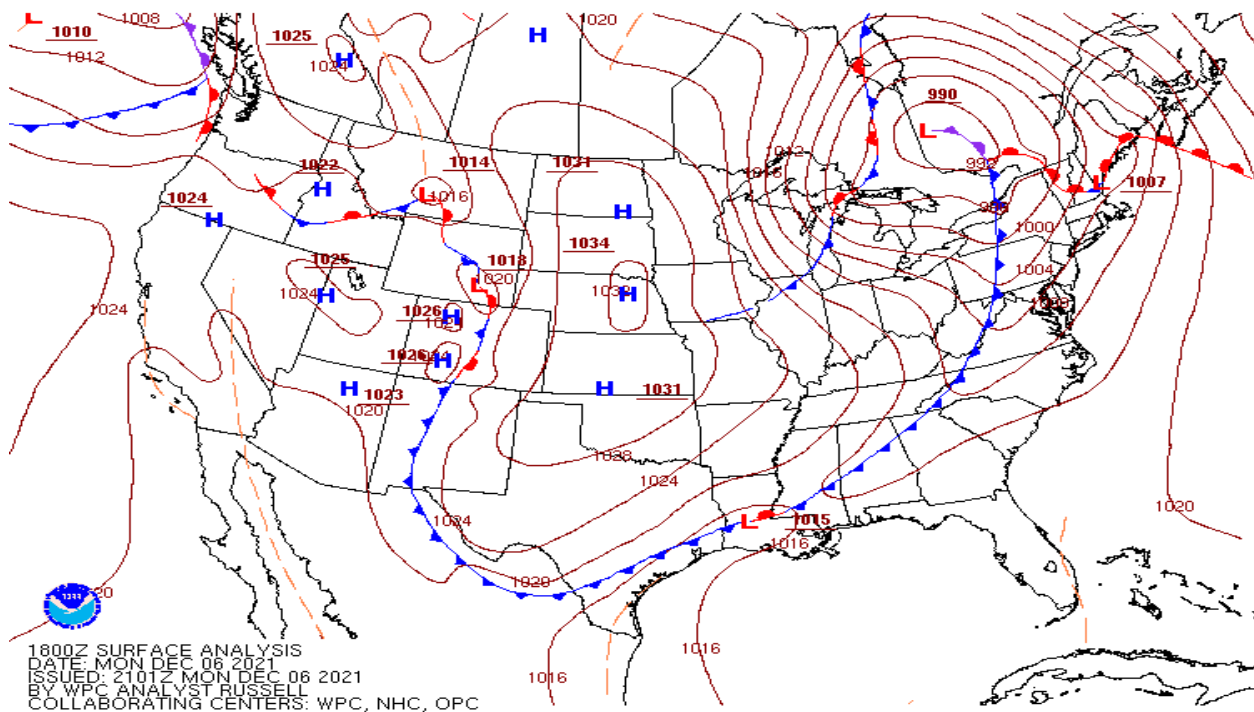 L
1008
1010
1012
1025
1024
H
H
1020
990
L
992
1012
1016
1022
H
1014
L
1016
1031
H
L
1007
1024
H
1000
1034
1004
1025
1024
H
1018
1020
L
H
1024
1026
H
1026
H
H
1023
1020
H
1031
1028
1024
1024
1020
L
1015
1016
1020
1020
1016
1016
1800Z SURFACE ANALYSIS
DATE: MON DEC 06 2021
ISSUED: 2101Z MON DEC 06 2021
BY WPC ANALYST RUSSELL
COLLABORATING CENTERS: WPC, NHC, OPC